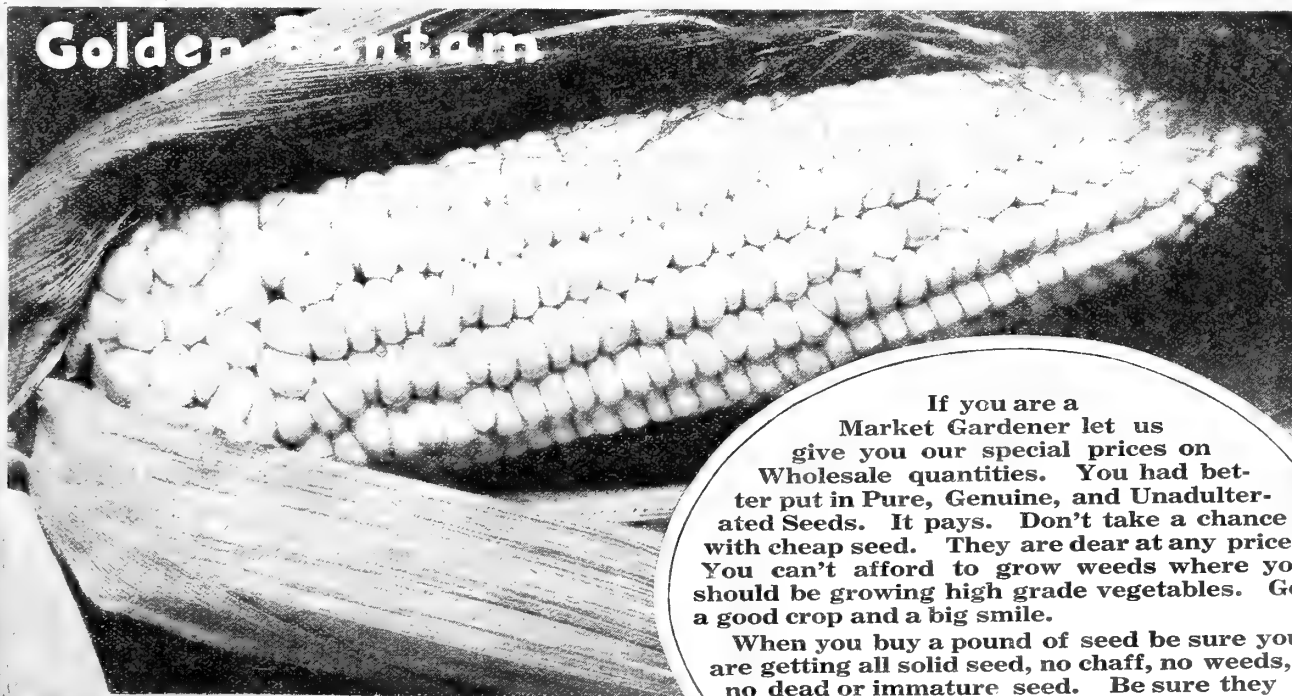 Golden Bantam
If you are a
Market Gardener let us
give you our special prices on
Wholesale quantities. You had bet-
ter put in Pure, Genuine, and Unadulter-
ated Seeds. It pays. Don't take a chance
with cheap seed. They are dear at any price
You can't afford to grow weeds where yo
should be growing high grade vegetables. Ge
a good crop and a big smile.
When you buy a pound of seed be sure you
are getting all solid seed, no chaff, no weeds,
no dead or immature seed. Be sure they